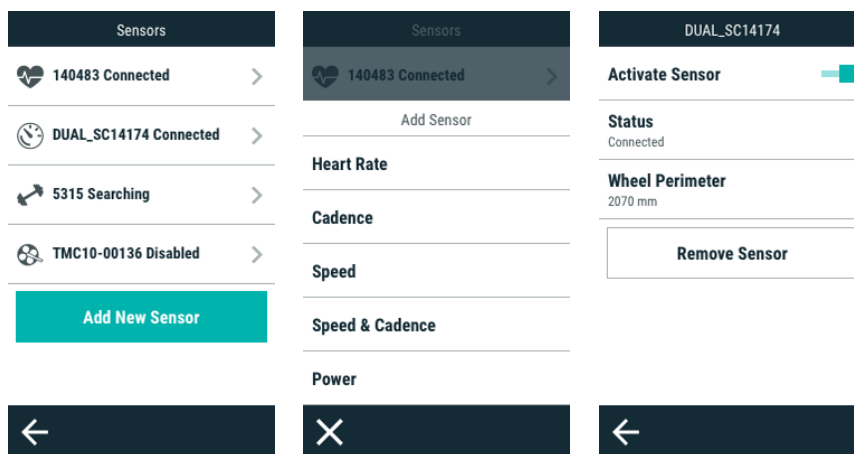 Sensors
140483 Connected
DUAL_SC14174 Connected
5315 Searching
TMC10-00136 Disabled
Add New Sensor
Sensors
140483 Connected
Add Sensor
Heart Rate
Cadence
Speed
Speed & Cadence
Power
DUAL_SC14174
Activate Sensor
Status
Connected
Wheel Perimeter
2070 mm
Remove Sensor